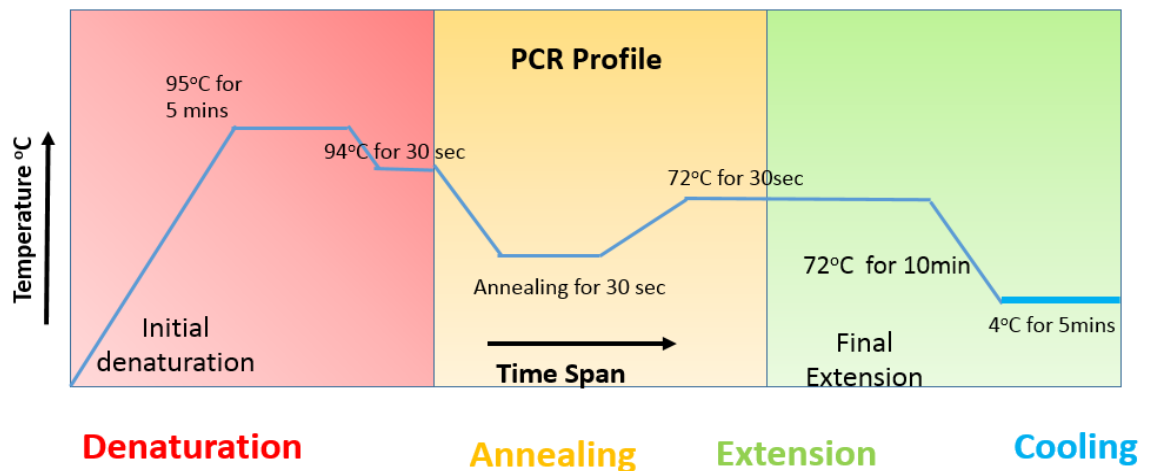 PCR Profile
95°C for
5 mins
94°C for 30 sec
72°C for 30sec
Temperature °C
72°C for 10min
Annealing for 30 sec
4°C for 5mins
Initial
denaturation
Time Span
Final
Extension
Denaturation
Annealing
Extension
Cooling